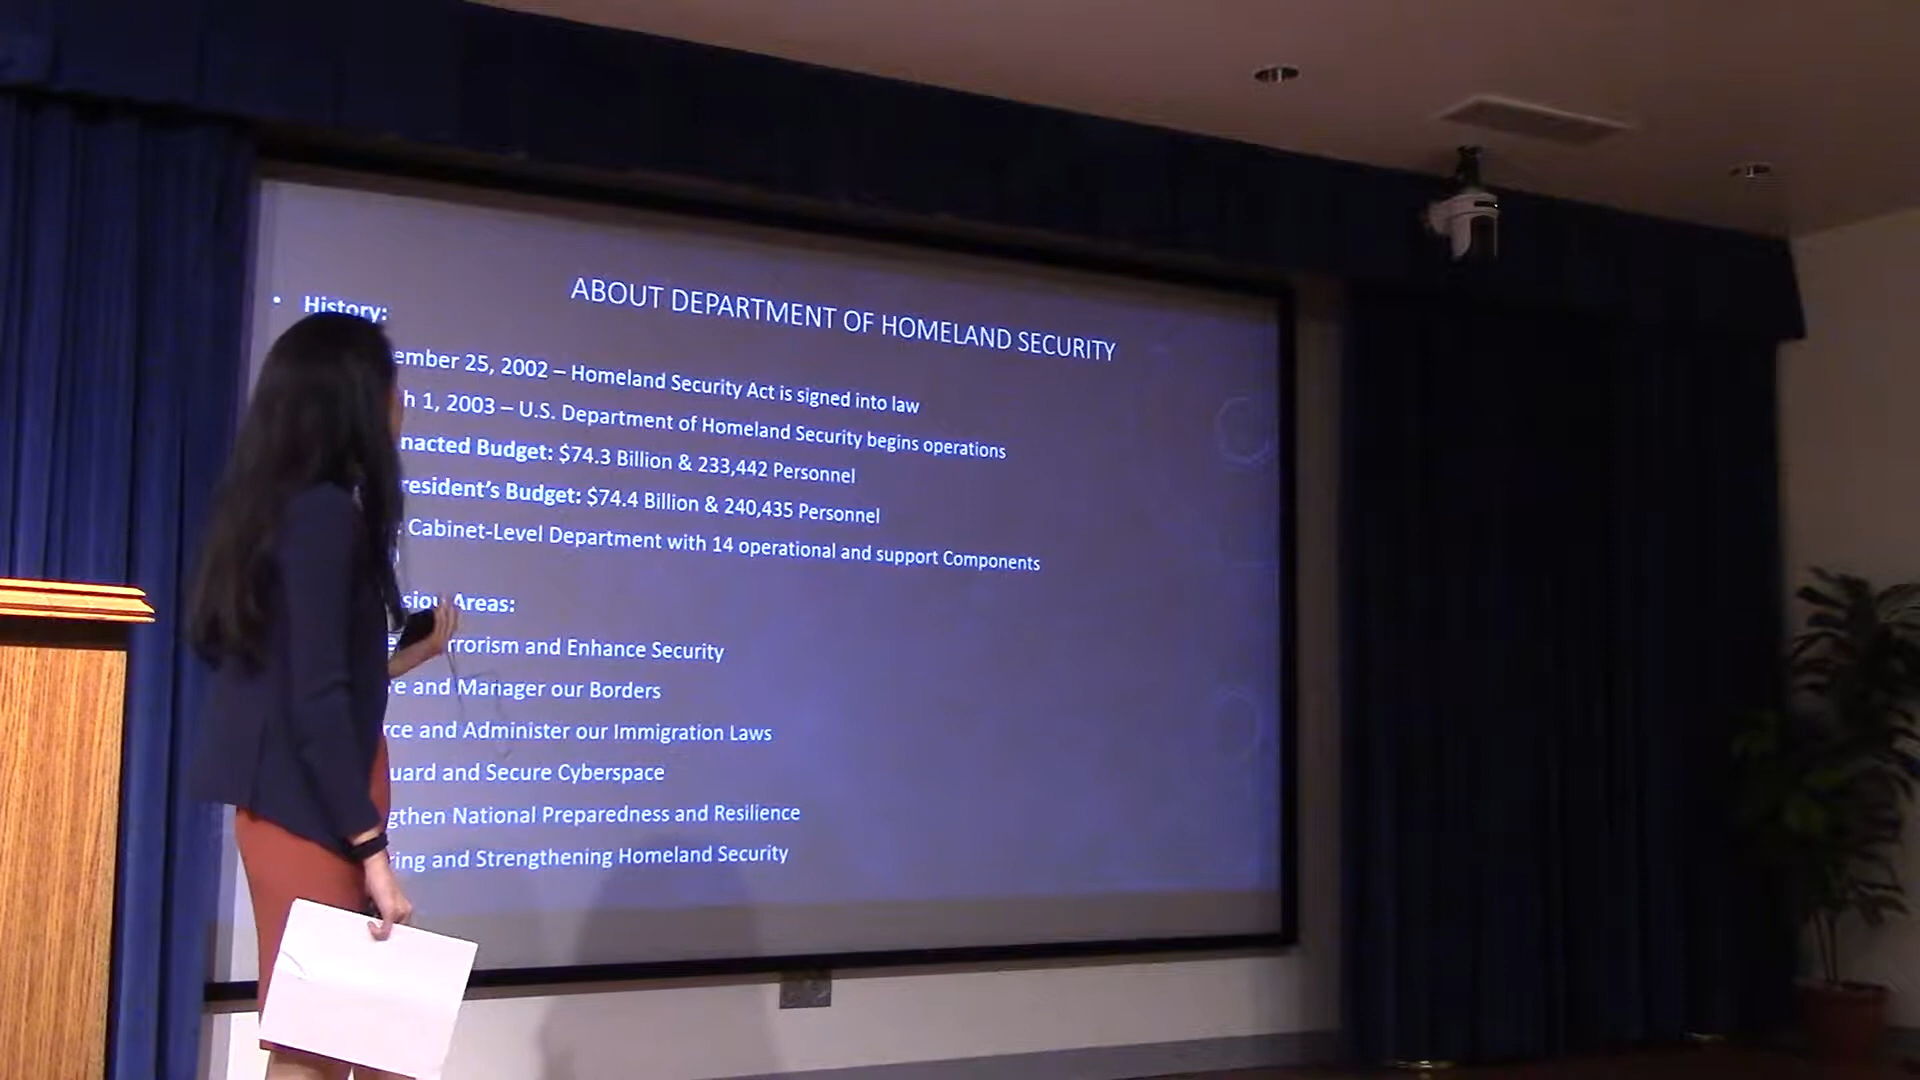 ABOUT DEPARTMENT OF HOMELAND SECURITY
• History:
ember 25, 2002 – Homeland Security Act is signed into law
h 1, 2003 – U.S. Department of Homeland Security begins operations
nacted Budget: $74.3 Billion & 233,442 Personnel
resident's Budget: $74.4 Billion & 240,435 Personnel
. Cabinet-Level Department with 14 operational and support Components
Areas:
rrorism and Enhance Security
re and Manager our Borders
rce and Administer our Immigration Laws
uard and Secure Cyberspace
gthen National Preparedness and Resilience
ring and Strengthening Homeland Security